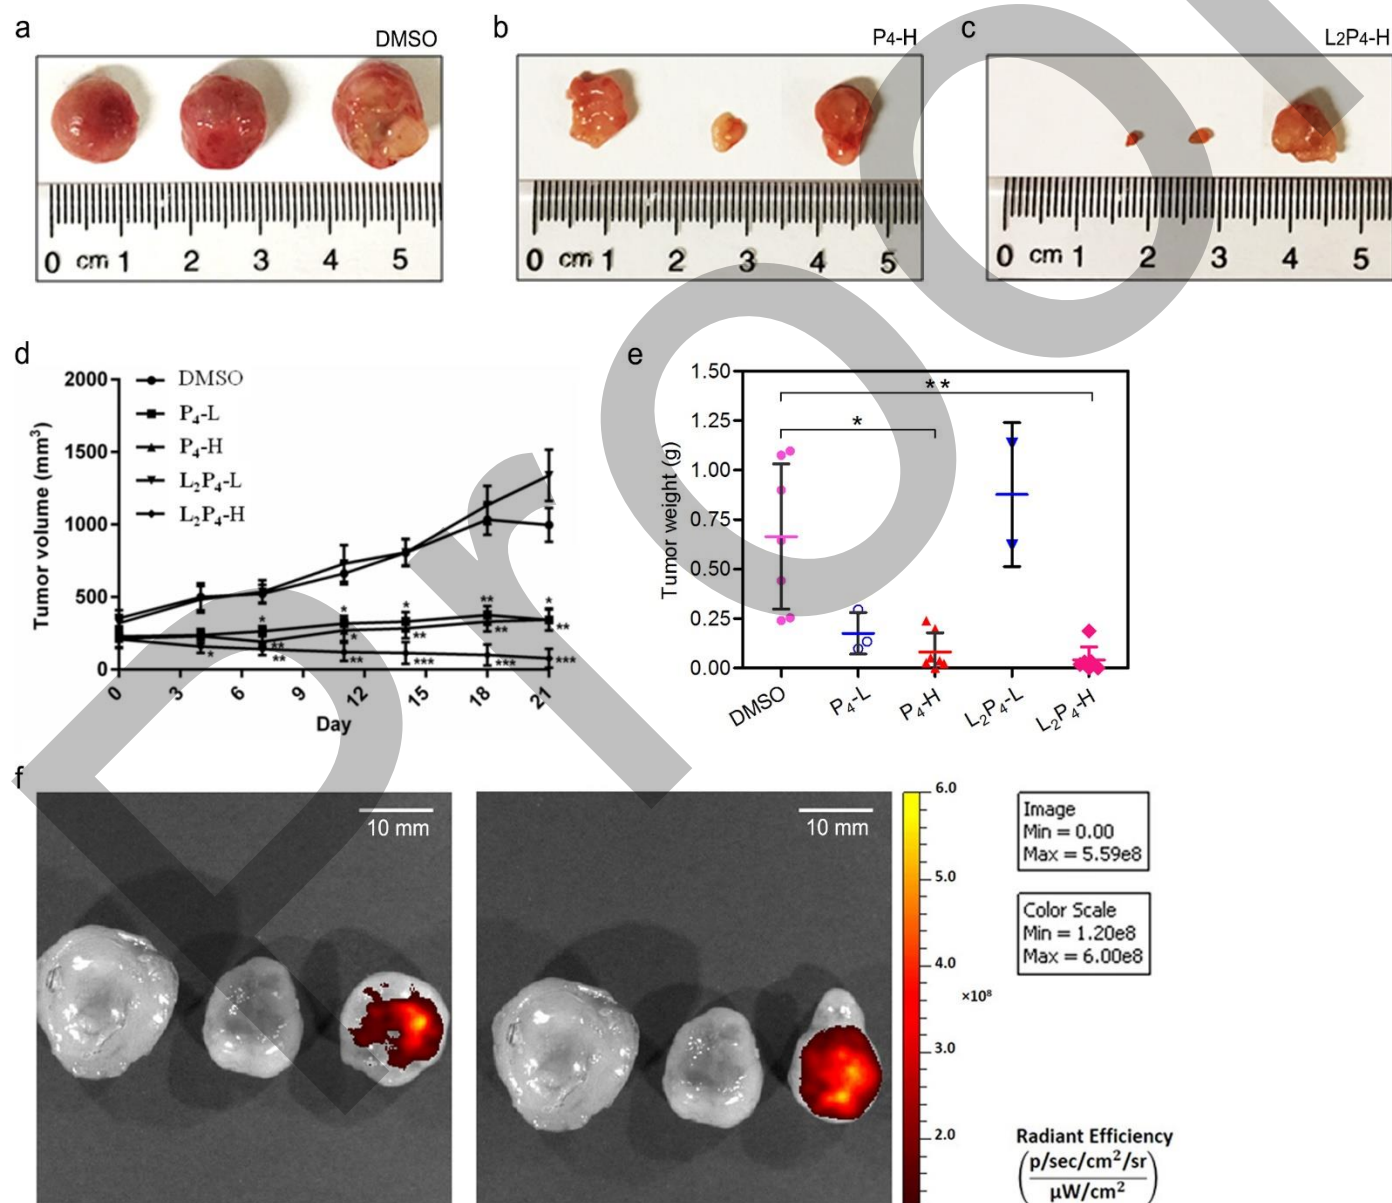 a
DMSO
0 cm 1 2 3 4 5
b
P4-H
0 cm 1 2 3 4 5
c
L2P4-H
0 cm 1 2 3 4 5
d
Tumor volume (mm³)
2000
1500
1000
500
0
DMSO
P₄-L
P₄-H
L₂P₄-L
L₂P₄-H
* * * ** *
* ** * ** ** **
** ** *** *** ***
0 3 6 9 12 15 18 21
Day
e
Tumor weight (g)
1.50
1.25
1.00
0.75
0.50
0.25
0.00
**
*
DMSO P₄-L P₄-H L₂P₄-L L₂P₄-H
f
10 mm
10 mm
6.0
5.0
4.0
×10⁸
3.0
2.0
Image
Min = 0.00
Max = 5.59e8
Color Scale
Min = 1.20e8
Max = 6.00e8
Radiant Efficiency
(p/sec/cm²/sr / µW/cm²)
Proof